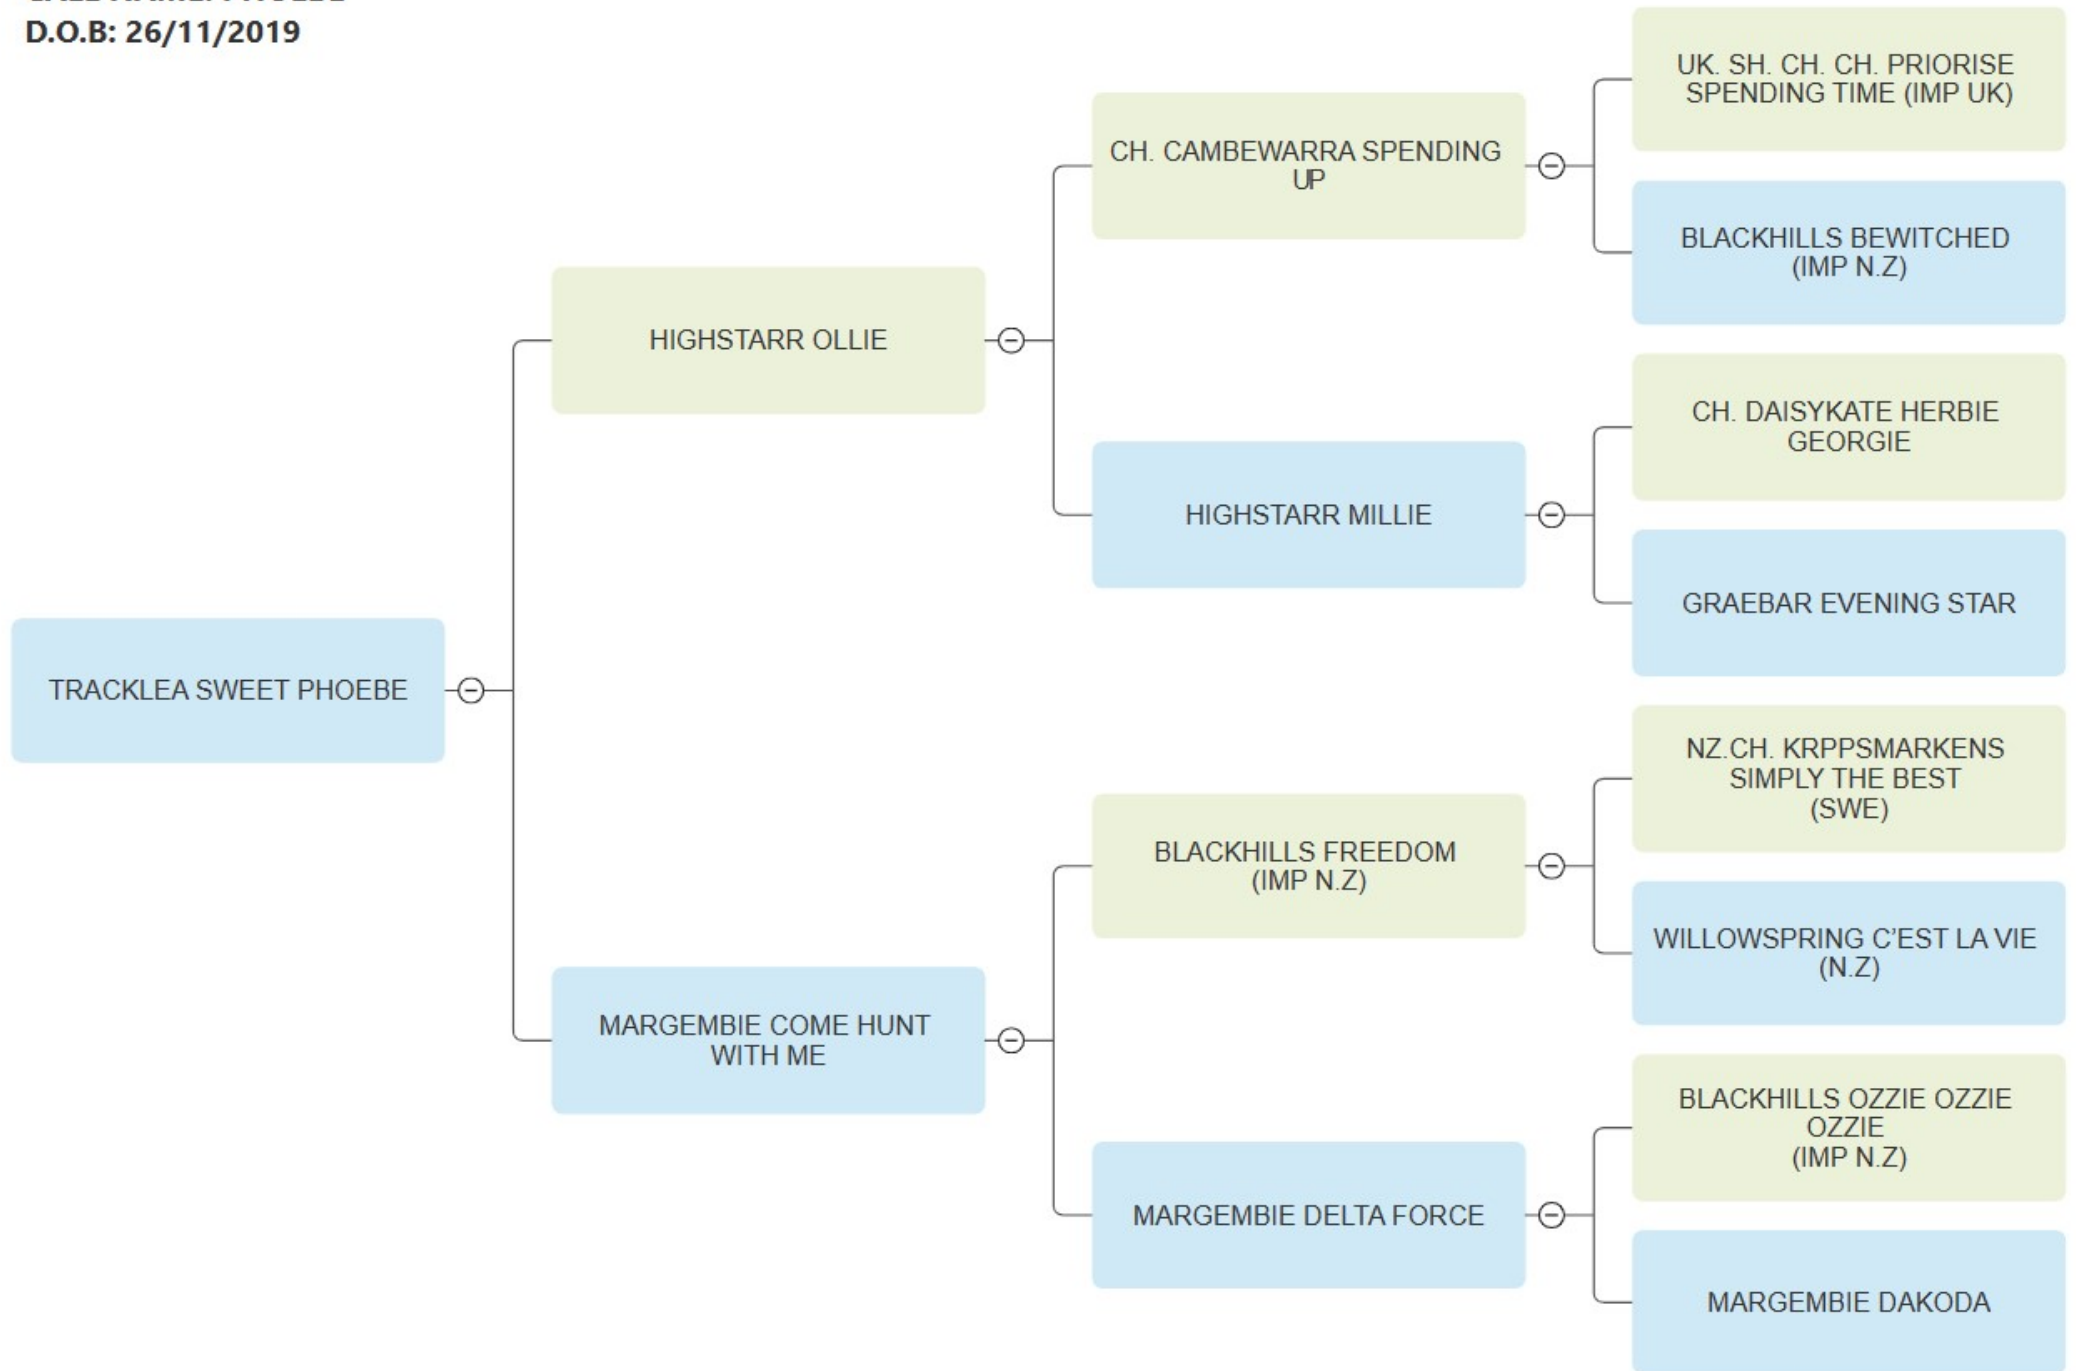 D.O.B: 26/11/2019
TRACKLEA SWEET PHOEBE
HIGHSTARR OLLIE
MARGEMBIE COME HUNT
WITH ME
CH. CAMBEWARRA SPENDING
UP
HIGHSTARR MILLIE
BLACKHILLS FREEDOM
(IMP N.Z)
MARGEMBIE DELTA FORCE
UK. SH. CH. CH. PRIORISE
SPENDING TIME (IMP UK)
BLACKHILLS BEWITCHED
(IMP N.Z)
CH. DAISYKATE HERBIE
GEORGIE
GRAEBAR EVENING STAR
NZ.CH. KRPPSMARKENS
SIMPLY THE BEST
(SWE)
WILLOWSPRING C’EST LA VIE
(N.Z)
BLACKHILLS OZZIE OZZIE
OZZIE
(IMP N.Z)
MARGEMBIE DAKODA